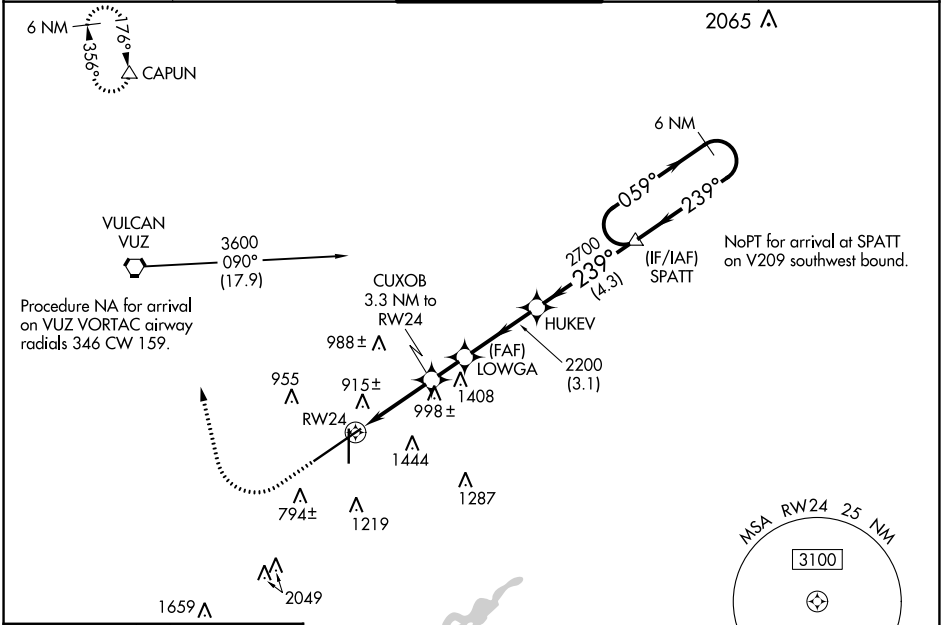 6 NM
176°
356°
CAPUN
2065
6 NM
059°
239°
VULCAN
VUZ
3600
090°
(17.9)
2700
239°
(4.3)
(IF/IAF)
SPATT
NoPT for arrival at SPATT
on V209 southwest bound.
Procedure NA for arrival
on VUZ VORTAC airway
radials 346 CW 159.
CUXOB
3.3 NM to
RW24
HUKEV
988±
(FAF)
LOWGA
2200
(3.1)
955
915±
1408
998±
RW24
1444
1287
794±
1219
2049
1659
MSA RW24 25 NM
3100